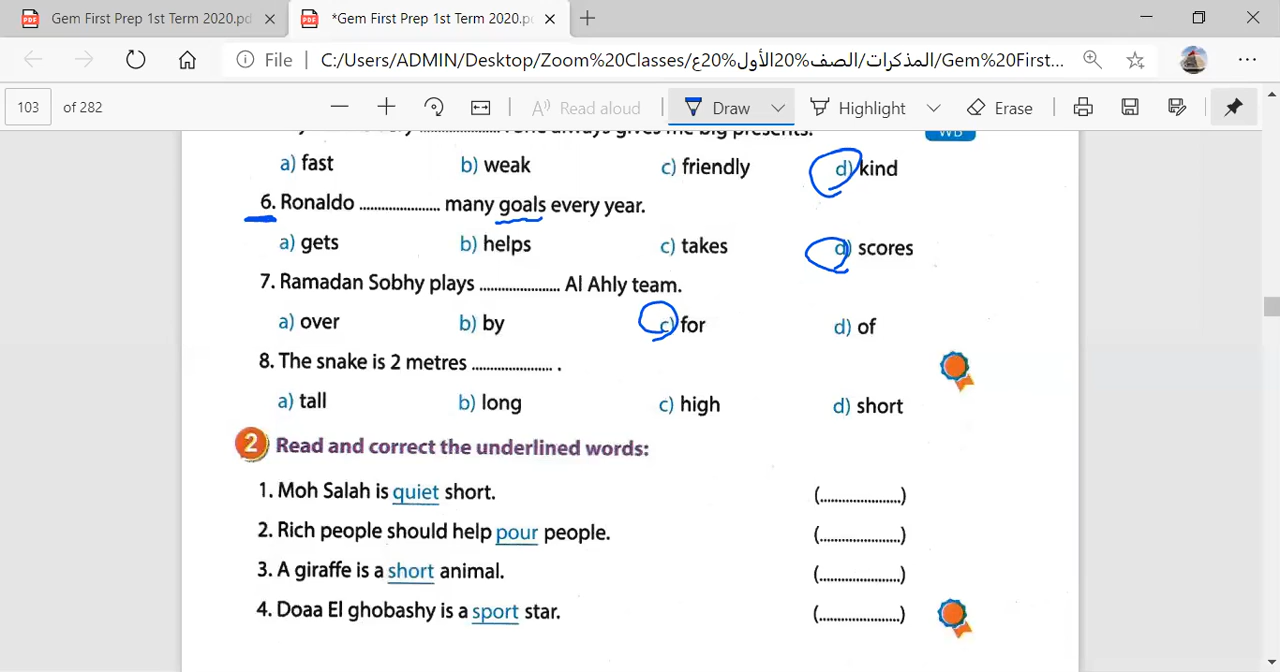 Gem First Prep 1st Term 2020.pd
*Gem First Prep 1st Term 2020.p
File C:/Users/ADMIN/Desktop/Zoom%20Classes/المذكرات/الصف%20الأول%20ع/Gem%20First...
103 of 282 Read aloud Draw Highlight Erase
always gives me big presents. WB
a) fast b) weak c) friendly d) kind
6. Ronaldo .................... many goals every year.
a) gets b) helps c) takes d) scores
7. Ramadan Sobhy plays .................... Al Ahly team.
a) over b) by c) for d) of
8. The snake is 2 metres .................... .
a) tall b) long c) high d) short
2 Read and correct the underlined words:
1. Moh Salah is quiet short. (....................)
2. Rich people should help pour people. (....................)
3. A giraffe is a short animal. (....................)
4. Doaa El ghobashy is a sport star. (....................)